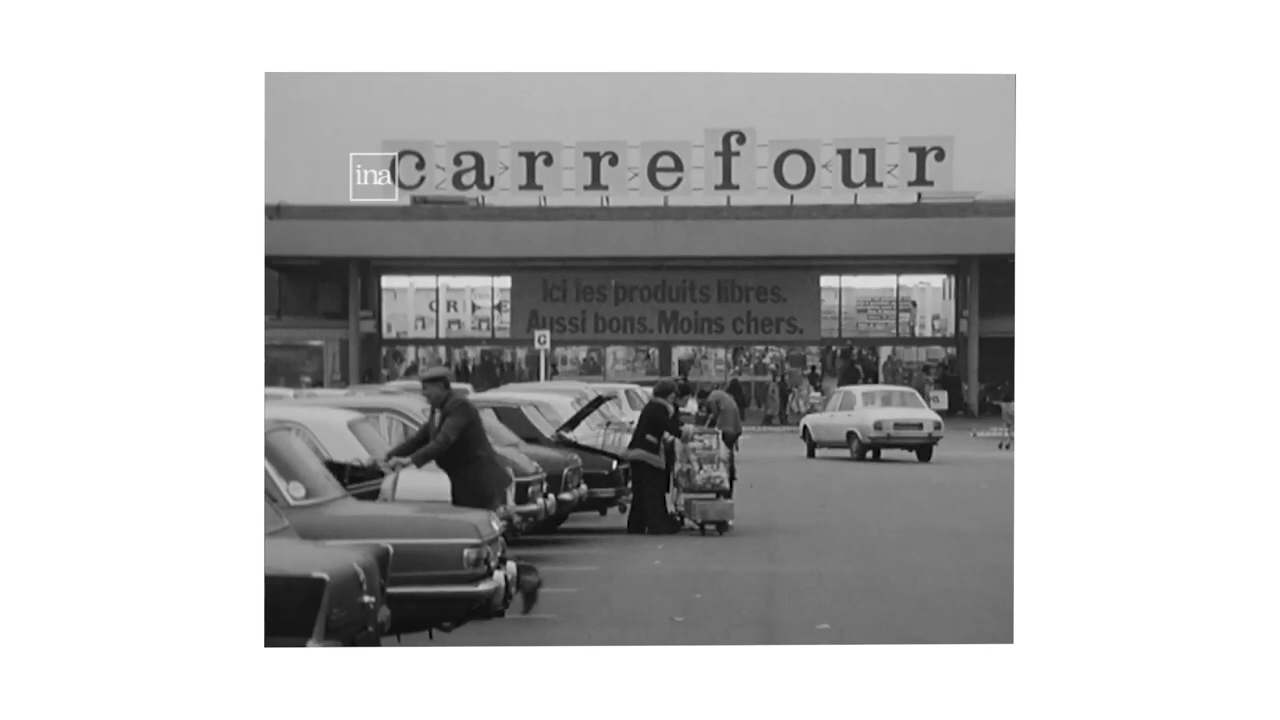 ina
carrefour
Ici les produits libres.
Aussi bons. Moins chers.
G